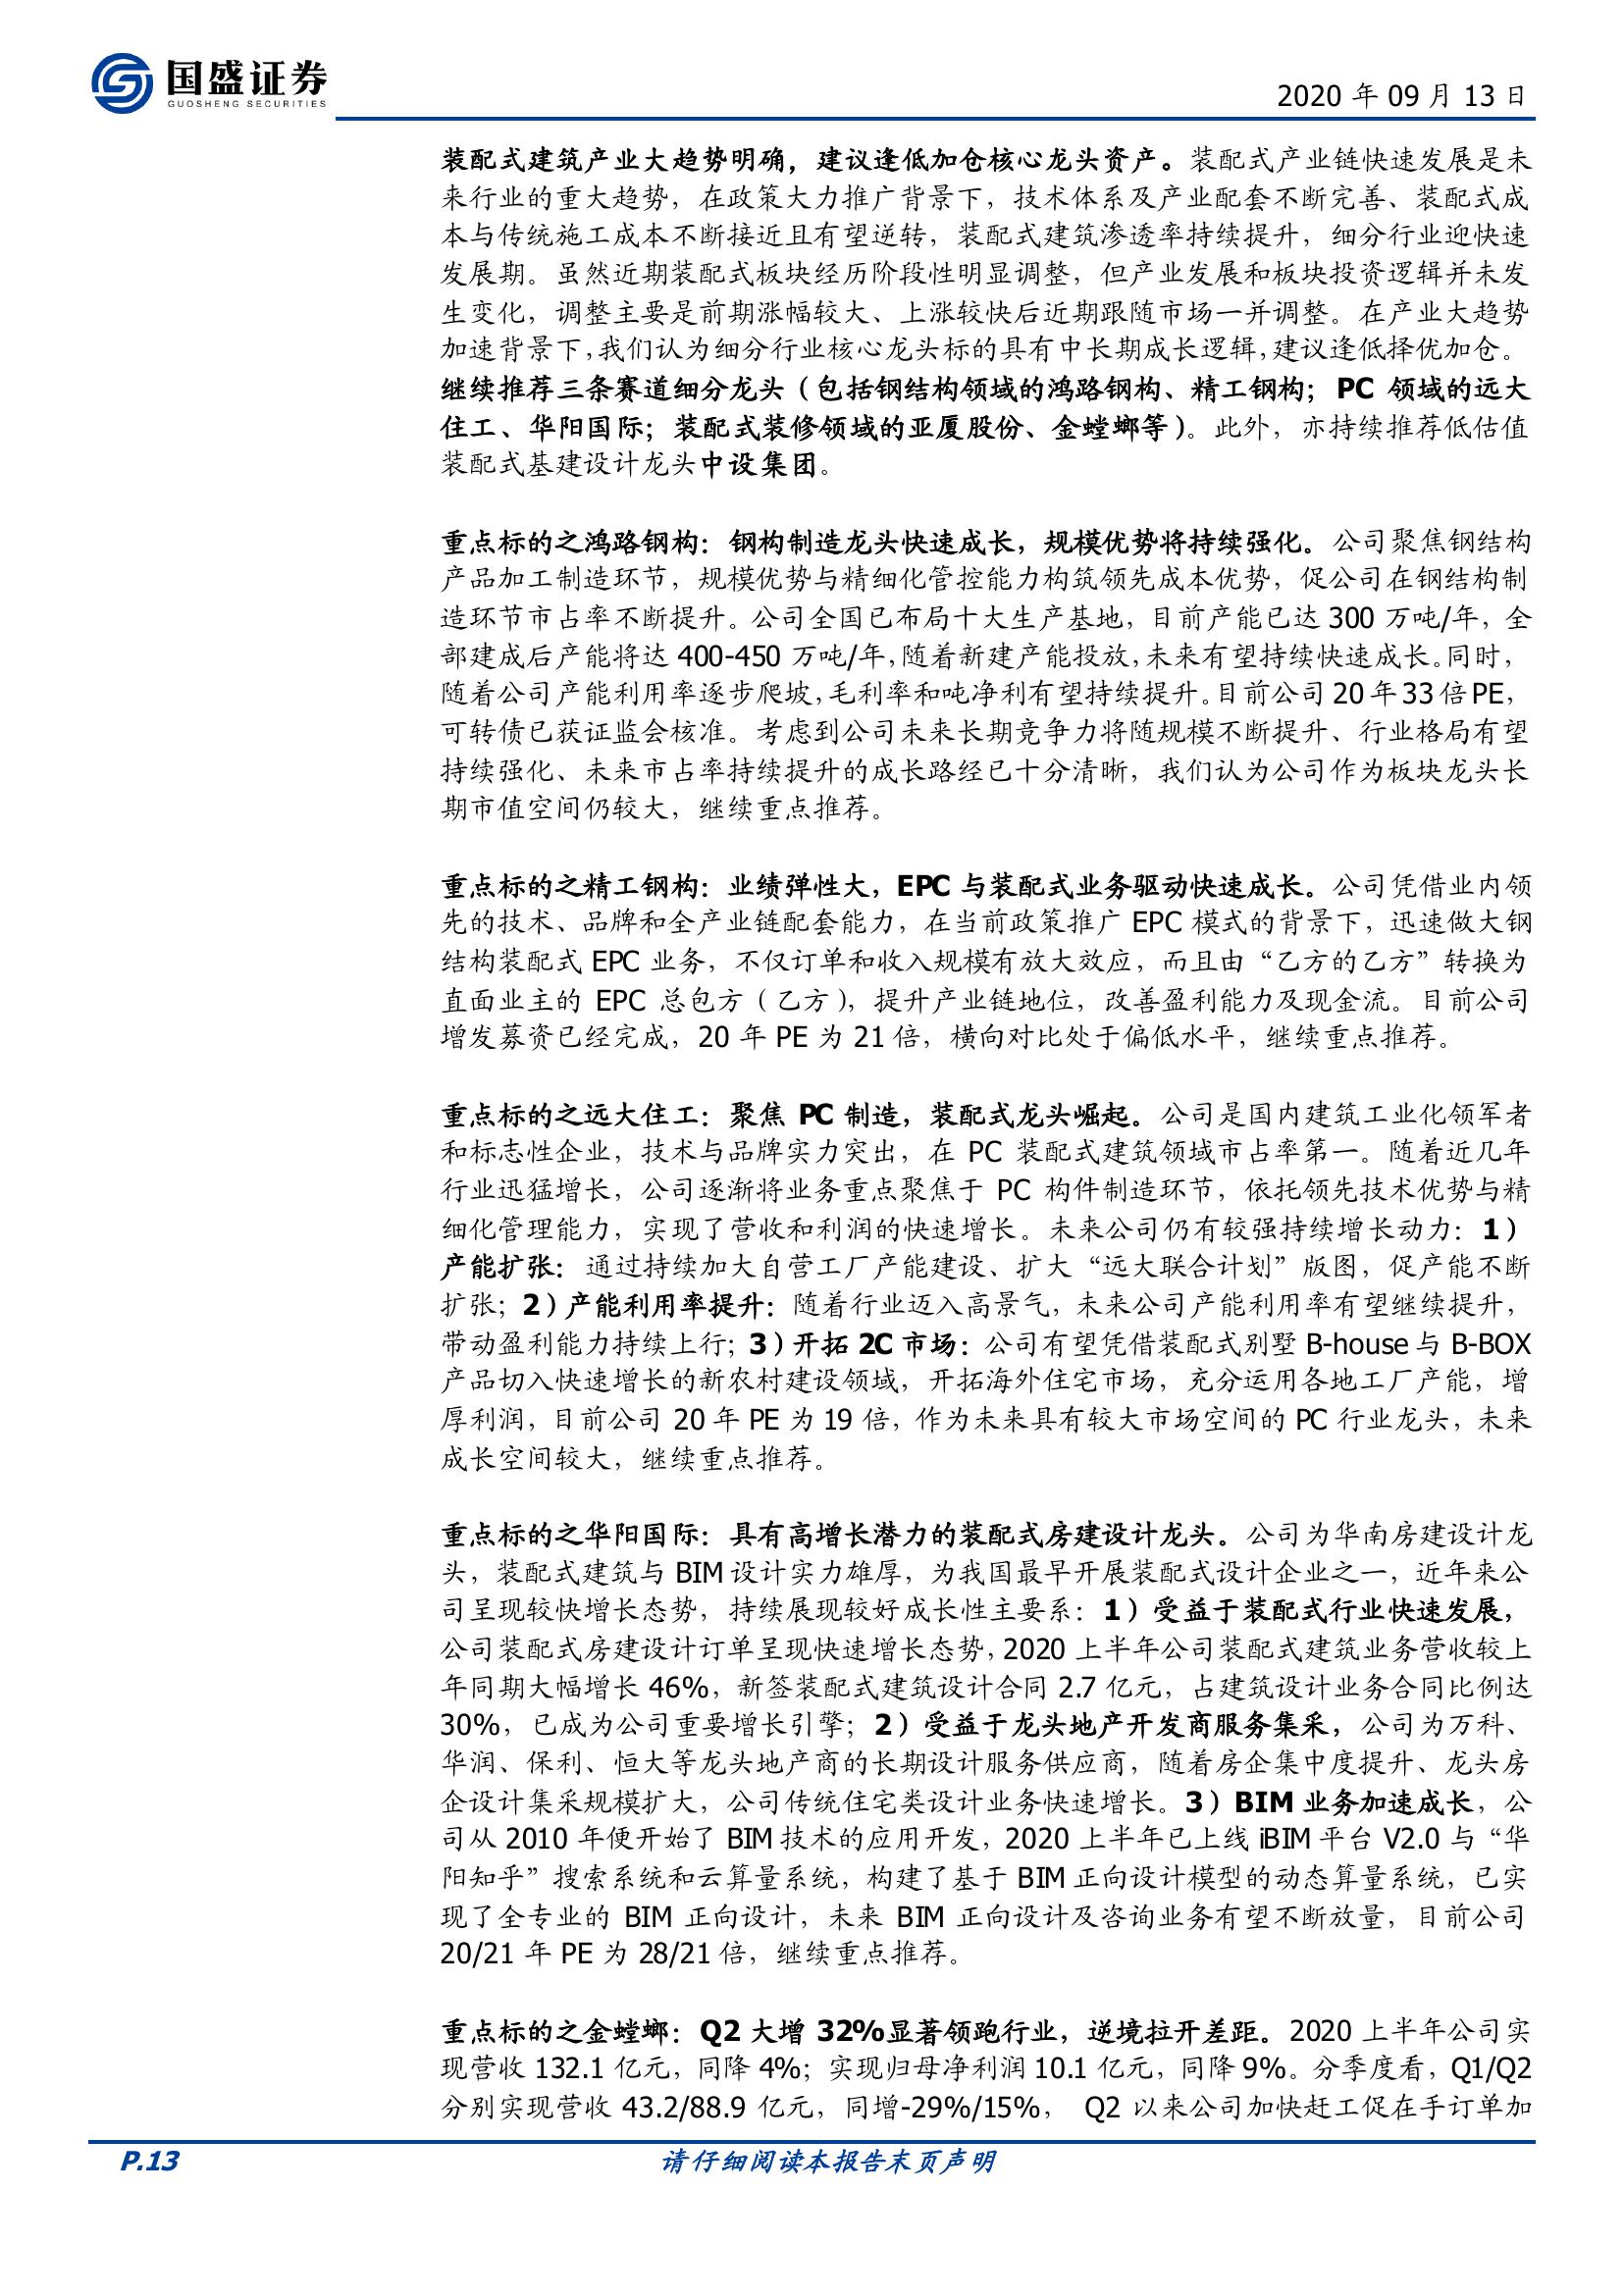 国盛证券
GUOSHENG SECURITIES
2020 年 09 月 13 日
装配式建筑产业大趋势明确，建议逢低加仓核心龙头资产。装配式产业链快速发展是未
来行业的重大趋势，在政策大力推广背景下，技术体系及产业配套不断完善、装配式成
本与传统施工成本不断接近且有望逆转，装配式建筑渗透率持续提升，细分行业迎快速
发展期。虽然近期装配式板块经历阶段性明显调整，但产业发展和板块投资逻辑并未发
生变化，调整主要是前期涨幅较大、上涨较快后近期跟随市场一并调整。在产业大趋势
加速背景下，我们认为细分行业核心龙头标的具有中长期成长逻辑，建议逢低择优加仓。
继续推荐三条赛道细分龙头（包括钢结构领域的鸿路钢构、精工钢构；PC 领域的远大
住工、华阳国际；装配式装修领域的亚厦股份、金螳螂等）。此外，亦持续推荐低估值
装配式基建设计龙头中设集团。
重点标的之鸿路钢构：钢构制造龙头快速成长，规模优势将持续强化。公司聚焦钢结构
产品加工制造环节，规模优势与精细化管控能力构筑领先成本优势，促公司在钢结构制
造环节市占率不断提升。公司全国已布局十大生产基地，目前产能已达 300 万吨/年，全
部建成后产能将达 400-450 万吨/年，随着新建产能投放，未来有望持续快速成长。同时，
随着公司产能利用率逐步爬坡，毛利率和吨净利有望持续提升。目前公司 20 年 33 倍 PE，
可转债已获证监会核准。考虑到公司未来长期竞争力将随规模不断提升、行业格局有望
持续强化、未来市占率持续提升的成长路经已十分清晰，我们认为公司作为板块龙头长
期市值空间仍较大，继续重点推荐。
重点标的之精工钢构：业绩弹性大，EPC 与装配式业务驱动快速成长。公司凭借业内领
先的技术、品牌和全产业链配套能力，在当前政策推广 EPC 模式的背景下，迅速做大钢
结构装配式 EPC 业务，不仅订单和收入规模有放大效应，而且由“乙方的乙方”转换为
直面业主的 EPC 总包方（乙方），提升产业链地位，改善盈利能力及现金流。目前公司
增发募资已经完成，20 年 PE 为 21 倍，横向对比处于偏低水平，继续重点推荐。
重点标的之远大住工：聚焦 PC 制造，装配式龙头崛起。公司是国内建筑工业化领军者
和标志性企业，技术与品牌实力突出，在 PC 装配式建筑领域市占率第一。随着近几年
行业迅猛增长，公司逐渐将业务重点聚焦于 PC 构件制造环节，依托领先技术优势与精
细化管理能力，实现了营收和利润的快速增长。未来公司仍有较强持续增长动力：1）
产能扩张：通过持续加大自营工厂产能建设、扩大“远大联合计划”版图，促产能不断
扩张；2）产能利用率提升：随着行业迈入高景气，未来公司产能利用率有望继续提升，
带动盈利能力持续上行；3）开拓 2C 市场：公司有望凭借装配式别墅 B-house 与 B-BOX
产品切入快速增长的新农村建设领域，开拓海外住宅市场，充分运用各地工厂产能，增
厚利润，目前公司 20 年 PE 为 19 倍，作为未来具有较大市场空间的 PC 行业龙头，未来
成长空间较大，继续重点推荐。
重点标的之华阳国际：具有高增长潜力的装配式房建设计龙头。公司为华南房建设计龙
头，装配式建筑与 BIM 设计实力雄厚，为我国最早开展装配式设计企业之一，近年来公
司呈现较快增长态势，持续展现较好成长性主要系：1）受益于装配式行业快速发展，
公司装配式房建设计订单呈现快速增长态势，2020 上半年公司装配式建筑业务营收较上
年同期大幅增长 46%，新签装配式建筑设计合同 2.7 亿元，占建筑设计业务合同比例达
30%，已成为公司重要增长引擎；2）受益于龙头地产开发商服务集采，公司为万科、
华润、保利、恒大等龙头地产商的长期设计服务供应商，随着房企集中度提升、龙头房
企设计集采规模扩大，公司传统住宅类设计业务快速增长。3）BIM 业务加速成长，公
司从 2010 年便开始了 BIM 技术的应用开发，2020 上半年已上线 iBIM 平台 V2.0 与“华
阳知乎”搜索系统和云算量系统，构建了基于 BIM 正向设计模型的动态算量系统，已实
现了全专业的 BIM 正向设计，未来 BIM 正向设计及咨询业务有望不断放量，目前公司
20/21 年 PE 为 28/21 倍，继续重点推荐。
重点标的之金螳螂：Q2 大增 32%显著领跑行业，逆境拉开差距。2020 上半年公司实
现营收 132.1 亿元，同降 4%；实现归母净利润 10.1 亿元，同降 9%。分季度看，Q1/Q2
分别实现营收 43.2/88.9 亿元，同增-29%/15%， Q2 以来公司加快赶工促在手订单加
P.13
请仔细阅读本报告末页声明